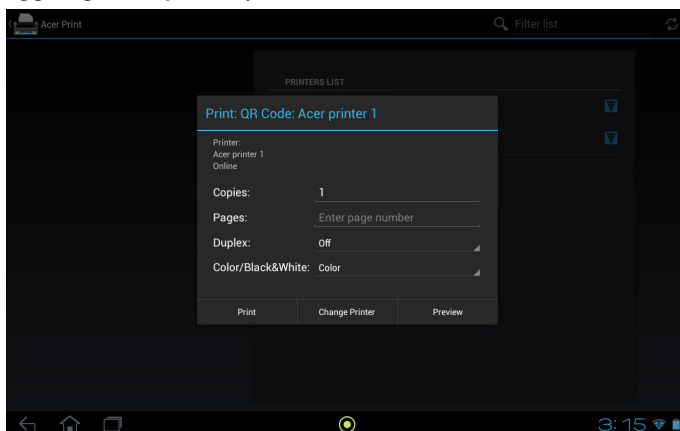 Acer Print
Filter list
PRINTERS LIST
Print: QR Code: Acer printer 1
Printer:
Acer printer 1
Online
Copies: 1
Pages: Enter page number
Duplex: Off
Color/Black&White: Color
Print Change Printer Preview
3:15